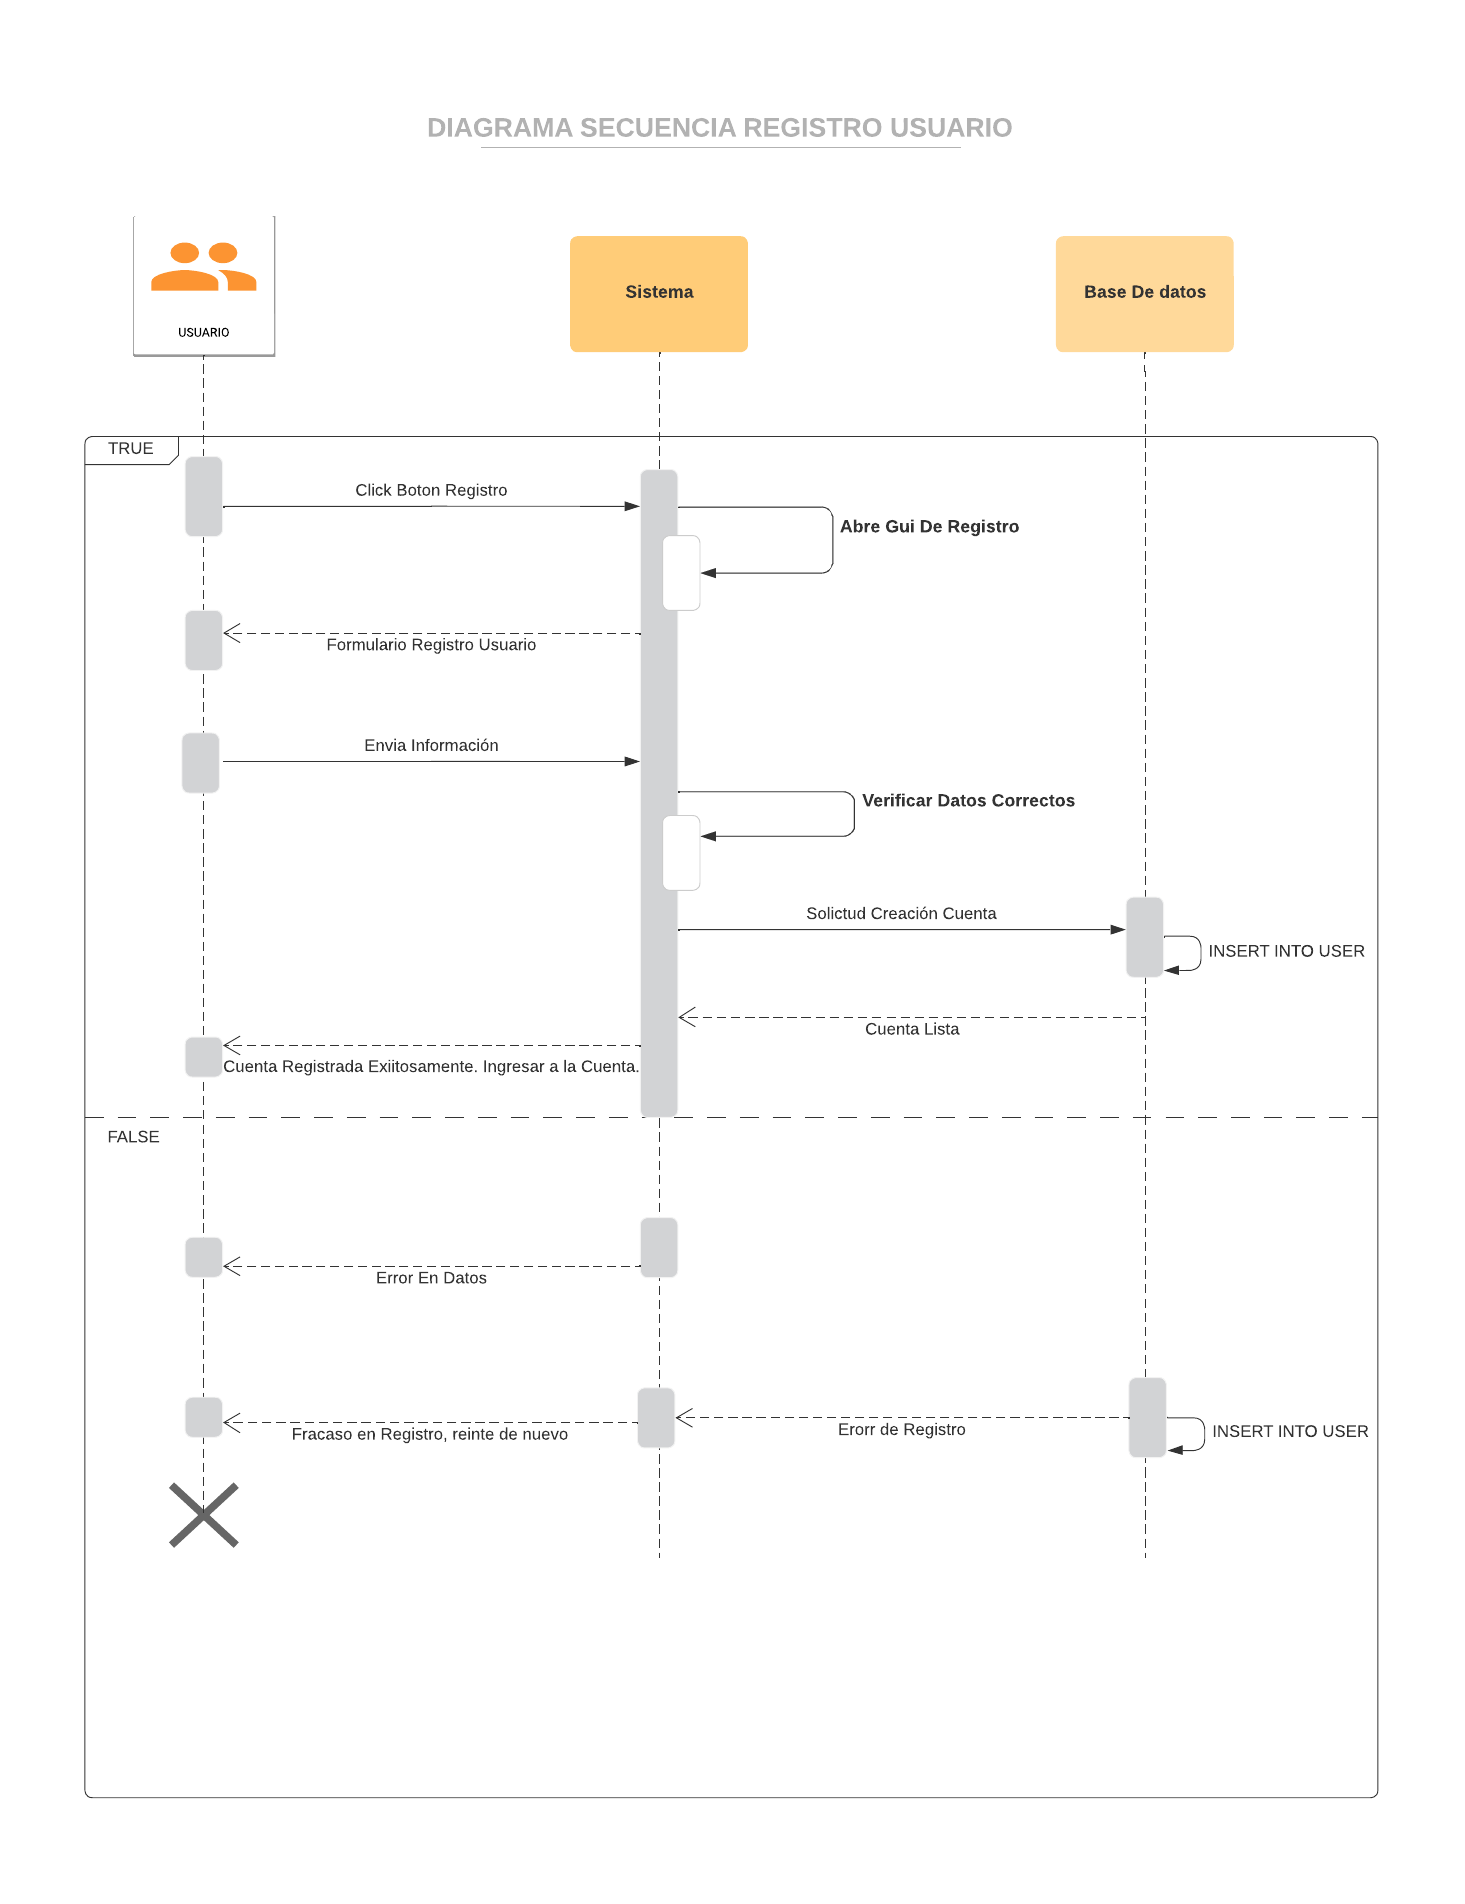 DIAGRAMA SECUENCIA REGISTRO USUARIO
USUARIO
Sistema
Base De datos
TRUE
Click Boton Registro
Abre Gui De Registro
Formulario Registro Usuario
Envia Información
Verificar Datos Correctos
Solictud Creación Cuenta
INSERT INTO USER
Cuenta Lista
Cuenta Registrada Exiitosamente. Ingresar a la Cuenta.
FALSE
Error En Datos
Erorr de Registro
INSERT INTO USER
Fracaso en Registro, reinte de nuevo